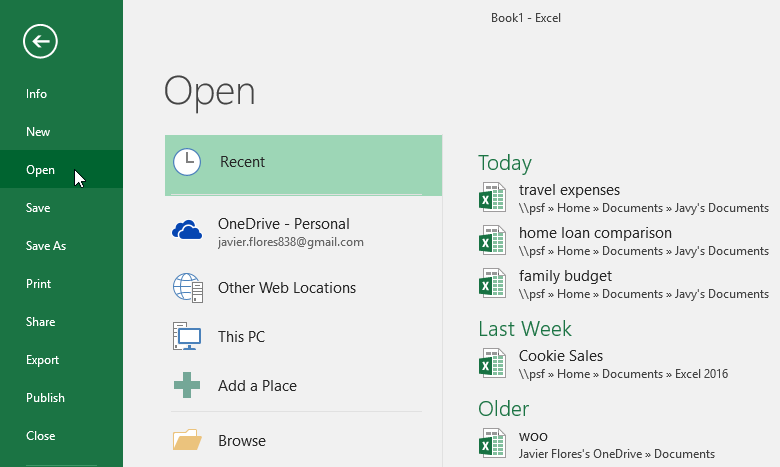 Book1 - Excel
Info
New
Open
Save
Save As
Print
Share
Export
Publish
Close
Open
Recent
OneDrive - Personal
javier.flores838@gmail.com
Other Web Locations
This PC
Add a Place
Browse
Today
travel expenses
\\psf » Home » Documents » Javy's Documents
home loan comparison
\\psf » Home » Documents » Javy's Documents
family budget
\\psf » Home » Documents » Javy's Documents
Last Week
Cookie Sales
\\psf » Home » Documents » Excel 2016
Older
woo
Javier Flores's OneDrive » Documents